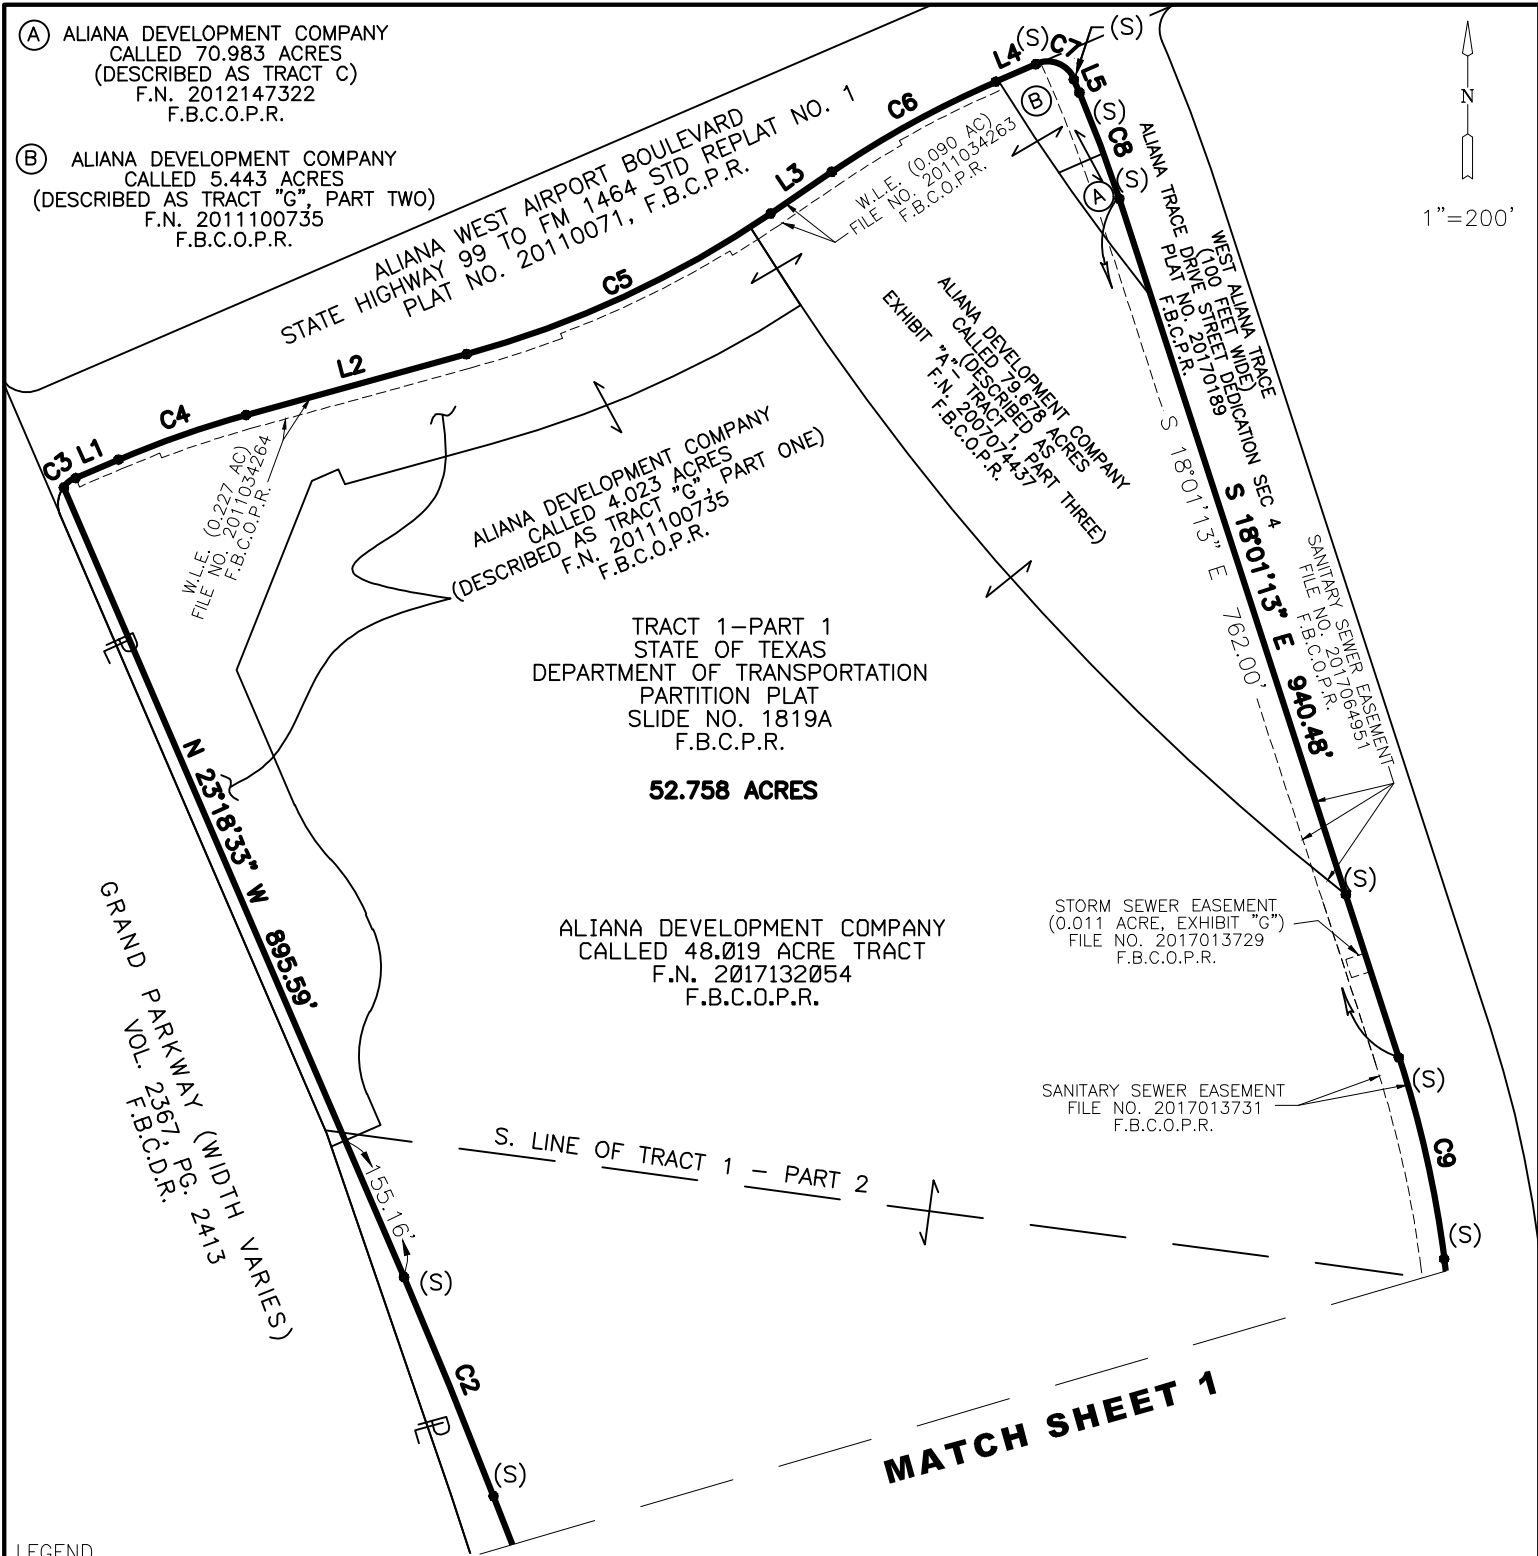 (A) ALIANA DEVELOPMENT COMPANY
CALLED 70.983 ACRES
(DESCRIBED AS TRACT C)
F.N. 2012147322
F.B.C.O.P.R.
(B) ALIANA DEVELOPMENT COMPANY
CALLED 5.443 ACRES
(DESCRIBED AS TRACT "G", PART TWO)
F.N. 2011100735
F.B.C.O.P.R.
N
1"=200'
ALIANA WEST AIRPORT BOULEVARD
STATE HIGHWAY 99 TO FM 1464 STD REPLAT NO. 1
PLAT NO. 20110071, F.B.C.P.R.
C3
L1
C4
L2
C5
L3
C6
L4
(S)
C7
(S)
L5
(S)
C8
(S)
B
A
W.L.E. (0.090 AC)
FILE NO. 2011034263
F.B.C.O.P.R.
W.L.E. (0.227 AC)
FILE NO. 2011034264
F.B.C.O.P.R.
WEST ALIANA TRACE
(100 FEET WIDE)
ALIANA TRACE DRIVE STREET DEDICATION SEC 4
PLAT NO. 20170189
F.B.C.P.R.
ALIANA DEVELOPMENT COMPANY
CALLED 79.678 ACRES
(DESCRIBED AS
EXHIBIT "A"- TRACT 1, PART THREE)
F.N. 2007074437
F.B.C.O.P.R.
ALIANA DEVELOPMENT COMPANY
CALLED 4.023 ACRES
(DESCRIBED AS TRACT "G", PART ONE)
F.N. 2011100735
F.B.C.O.P.R.
S 18°01'13" E 762.00'
S 18°01'13" E 940.48'
SANITARY SEWER EASEMENT
FILE NO. 2017064951
F.B.C.O.P.R.
TRACT 1-PART 1
STATE OF TEXAS
DEPARTMENT OF TRANSPORTATION
PARTITION PLAT
SLIDE NO. 1819A
F.B.C.P.R.
52.758 ACRES
N 23°18'33" W 895.59'
PL
ALIANA DEVELOPMENT COMPANY
CALLED 48.019 ACRE TRACT
F.N. 2017132054
F.B.C.O.P.R.
(S)
STORM SEWER EASEMENT
(0.011 ACRE, EXHIBIT "G")
FILE NO. 2017013729
F.B.C.O.P.R.
(S)
SANITARY SEWER EASEMENT
FILE NO. 2017013731
F.B.C.O.P.R.
C9
(S)
GRAND PARKWAY (WIDTH VARIES)
VOL. 2367, PG. 2413
F.B.C.D.R.
S. LINE OF TRACT 1 - PART 2
155.16'
(S)
C2
PL
(S)
MATCH SHEET 1
LEGEND